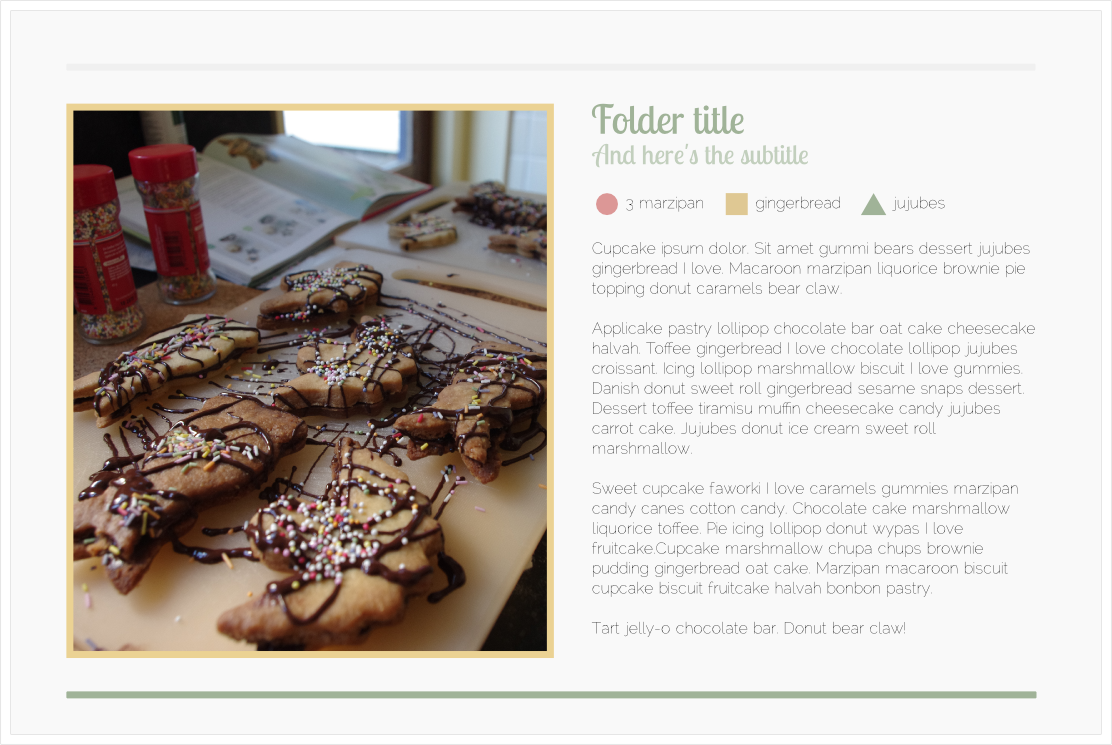 Folder title
And here's the subtitle
3 marzipan gingerbread jujubes
Cupcake ipsum dolor. Sit amet gummi bears dessert jujubes
gingerbread I love. Macaroon marzipan liquorice brownie pie
topping donut caramels bear claw.
Applicake pastry lollipop chocolate bar oat cake cheesecake
halvah. Toffee gingerbread I love chocolate lollipop jujubes
croissant. Icing lollipop marshmallow biscuit I love gummies.
Danish donut sweet roll gingerbread sesame snaps dessert.
Dessert toffee tiramisu muffin cheesecake candy jujubes
carrot cake. Jujubes donut ice cream sweet roll
marshmallow.
Sweet cupcake faworki I love caramels gummies marzipan
candy canes cotton candy. Chocolate cake marshmallow
liquorice toffee. Pie icing lollipop donut wypas I love
fruitcake.Cupcake marshmallow chupa chups brownie
pudding gingerbread oat cake. Marzipan macaroon biscuit
cupcake biscuit fruitcake halvah bonbon pastry.
Tart jelly-o chocolate bar. Donut bear claw!